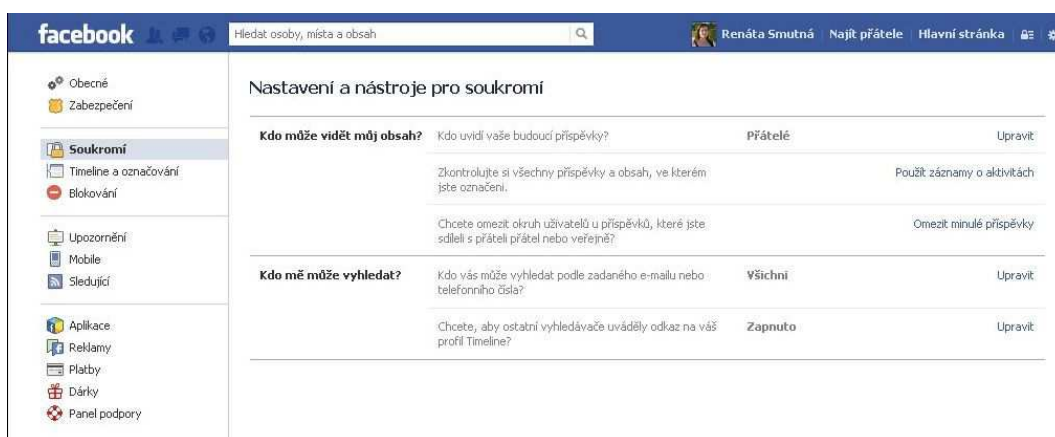 facebook
Hledat osoby, místa a obsah
Renáta Smutná Najít přátele Hlavní stránka
Obecné
Zabezpečení
Soukromí
Timeline a označování
Blokování
Upozornění
Mobile
Sledující
Aplikace
Reklamy
Platby
Dárky
Panel podpory
Nastavení a nástroje pro soukromí
Kdo může vidět můj obsah? Kdo uvidí vaše budoucí příspěvky? Přátelé Upravit
Zkontrolujte si všechny příspěvky a obsah, ve kterém
jste označeni.
Použít záznamy o aktivitách
Chcete omezit okruh uživatelů u příspěvků, které jste
sdíleli s přáteli přátel nebo veřejně?
Omezit minulé příspěvky
Kdo mě může vyhledat? Kdo vás může vyhledat podle zadaného e-mailu nebo
telefonního čísla?
Všichni Upravit
Chcete, aby ostatní vyhledávače uváděly odkaz na váš
profil Timeline?
Zapnuto Upravit